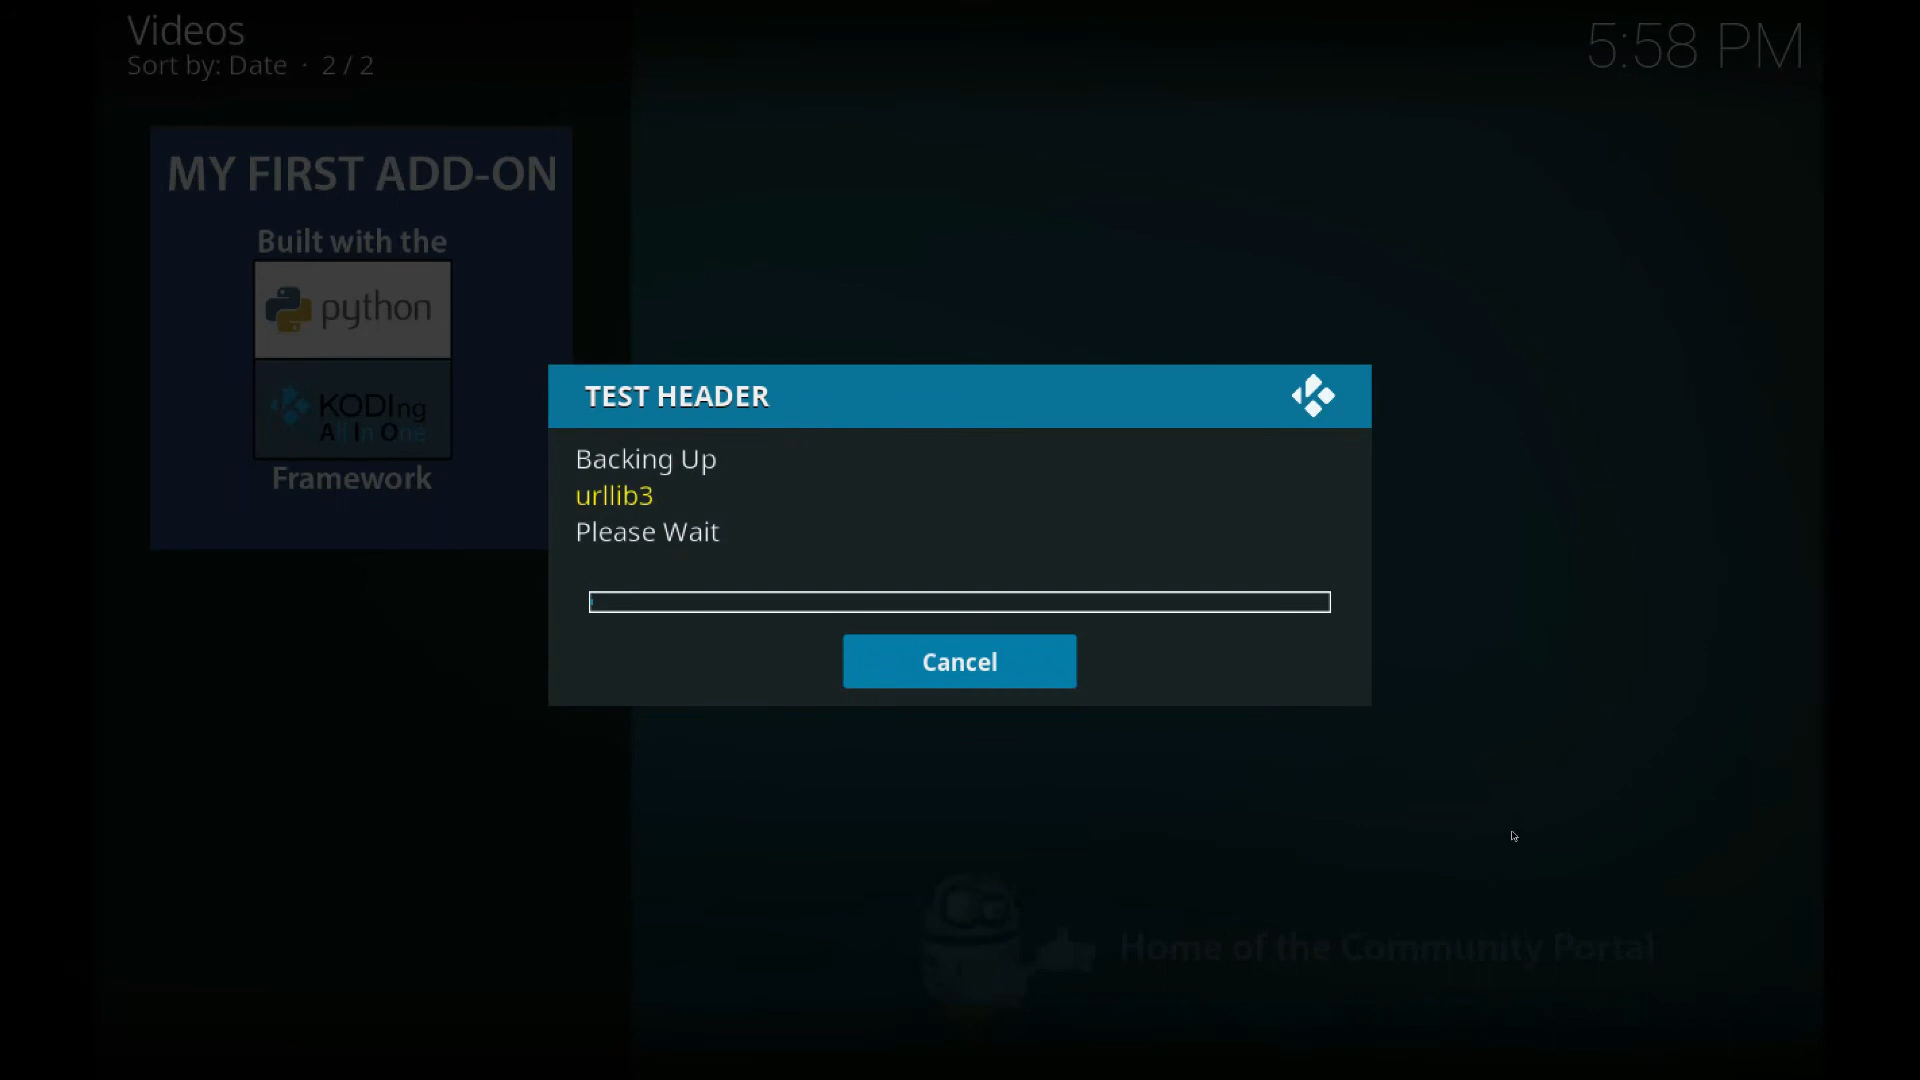 Videos
Sort by: Date · 2 / 2
5:58 PM
MY FIRST ADD-ON
Built with the
python
KODIng
All In One
Framework
TEST HEADER
Backing Up
urllib3
Please Wait
Cancel
Home of the Community Portal